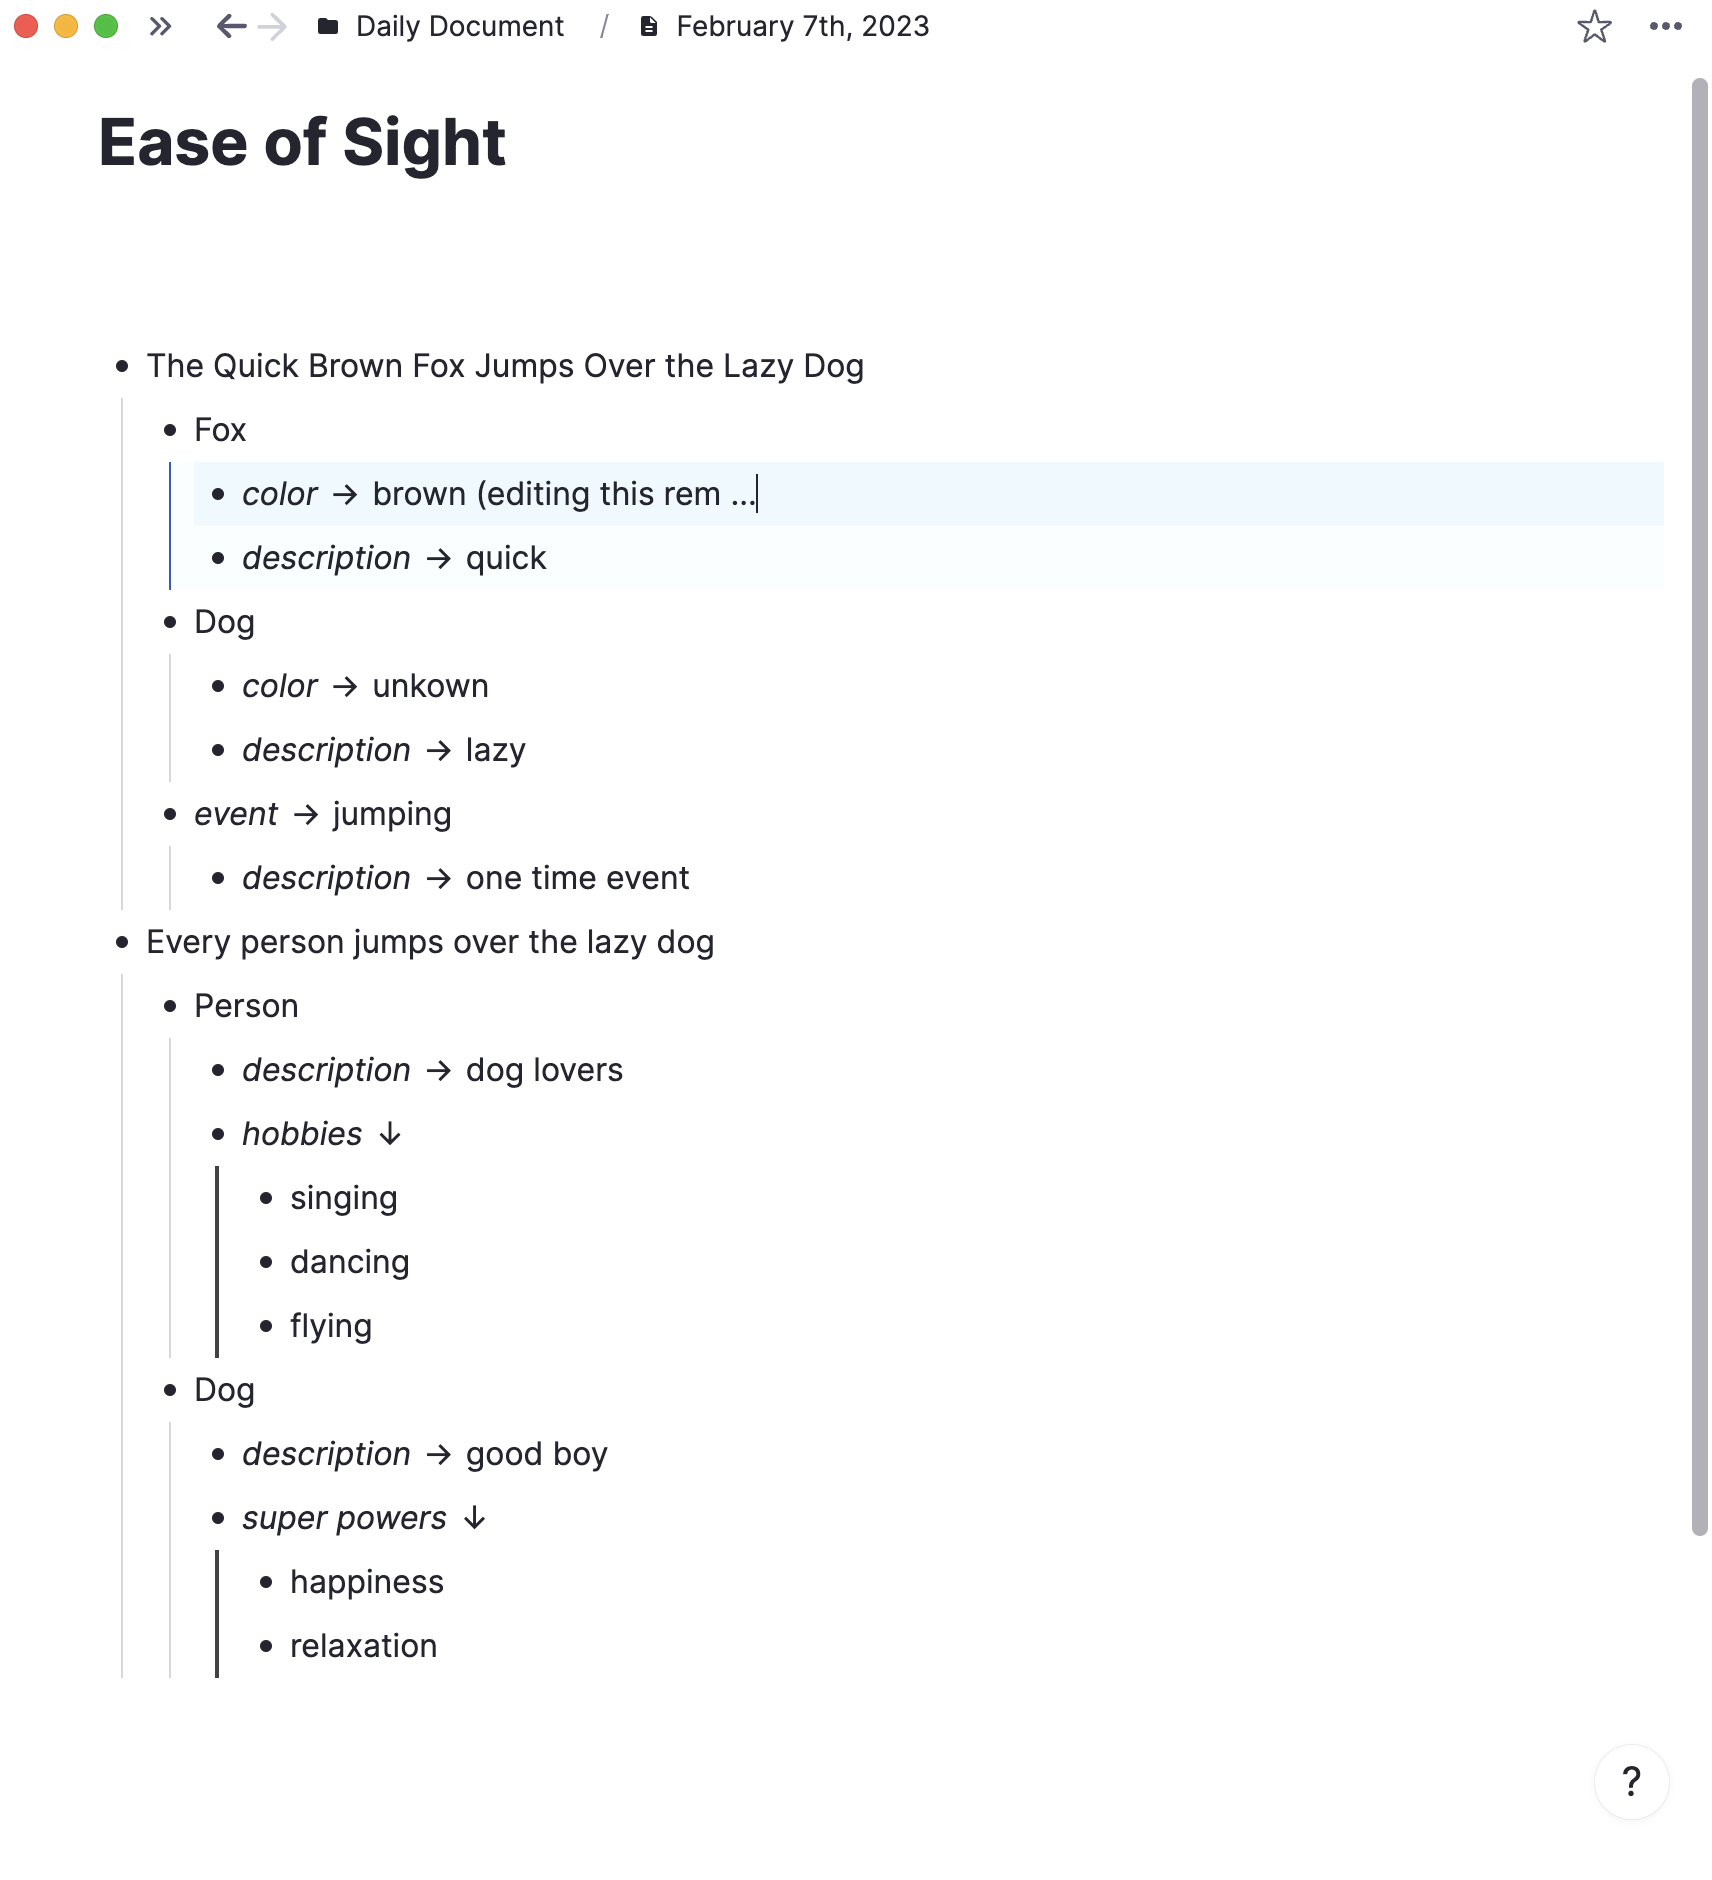 Daily Document / February 7th, 2023
Ease of Sight
• The Quick Brown Fox Jumps Over the Lazy Dog
• Fox
• color → brown (editing this rem ...
• description → quick
• Dog
• color → unkown
• description → lazy
• event → jumping
• description → one time event
• Every person jumps over the lazy dog
• Person
• description → dog lovers
• hobbies ↓
• singing
• dancing
• flying
• Dog
• description → good boy
• super powers ↓
• happiness
• relaxation
?